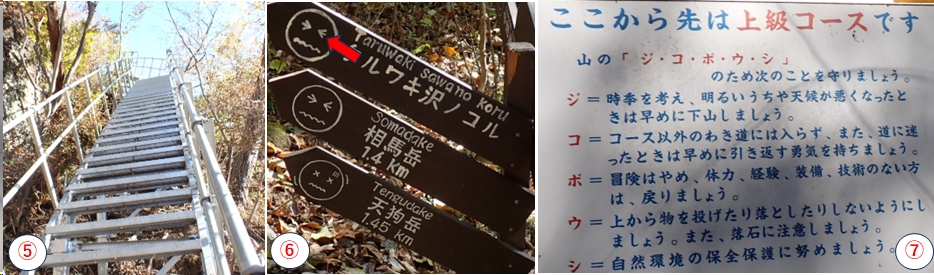 ⑤
⑥
Taruwaki sawano koru
タルワキ沢ノコル
Somadake
相馬岳
1.4 km
Tengudake
天狗岳
1.45 km
ここから先は上級コースです
山の「ジ・コ・ボ・ウ・シ」
のため次のことを守りましょう。
ジ＝時季を考え、明るいうちや天候が悪くなったと
きは早めに下山しましょう。
コ＝コース以外のわき道には入らず、また、道に迷
ったときは早めに引き返す勇気を持ちましょう。
ボ＝冒険はやめ、体力、経験、装備、技術のない方
は、戻りましょう。
ウ＝上から物を投げたり落としたりしないようにし
ましょう。また、落石に注意しましょう。
シ＝自然環境の保全保護に努めましょう。
⑦